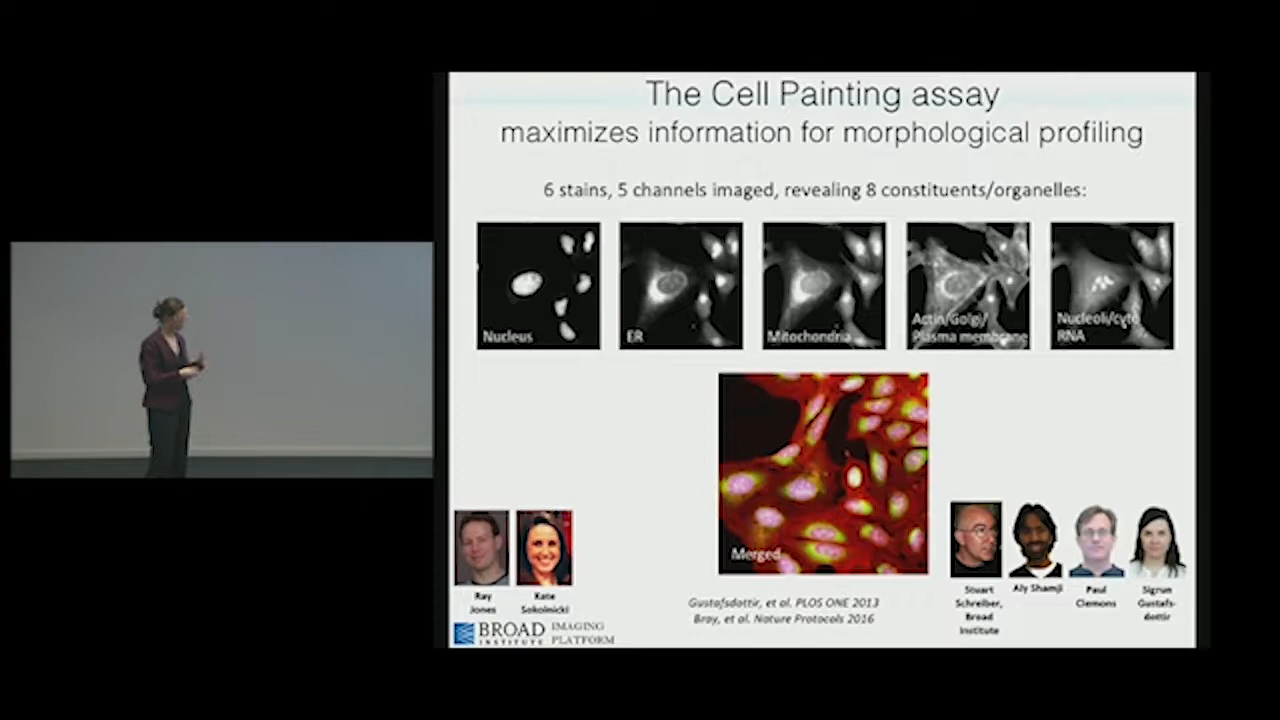 The Cell Painting assay
maximizes information for morphological profiling
6 stains, 5 channels imaged, revealing 8 constituents/organelles:
Nucleus
ER
Mitochondria
Actin/Golgi/
Plasma membrane
Nucleoli/cyto
RNA
Merged
Ray
Jones
Kate
Sokolnicki
Stuart
Schreiber,
Broad
Institute
Aly Shamji
Paul
Clemons
Sigrun
Gustafs-
dottir
Gustafsdottir, et al. PLOS ONE 2013
Bray, et al. Nature Protocols 2016
BROAD
INSTITUTE
IMAGING
PLATFORM